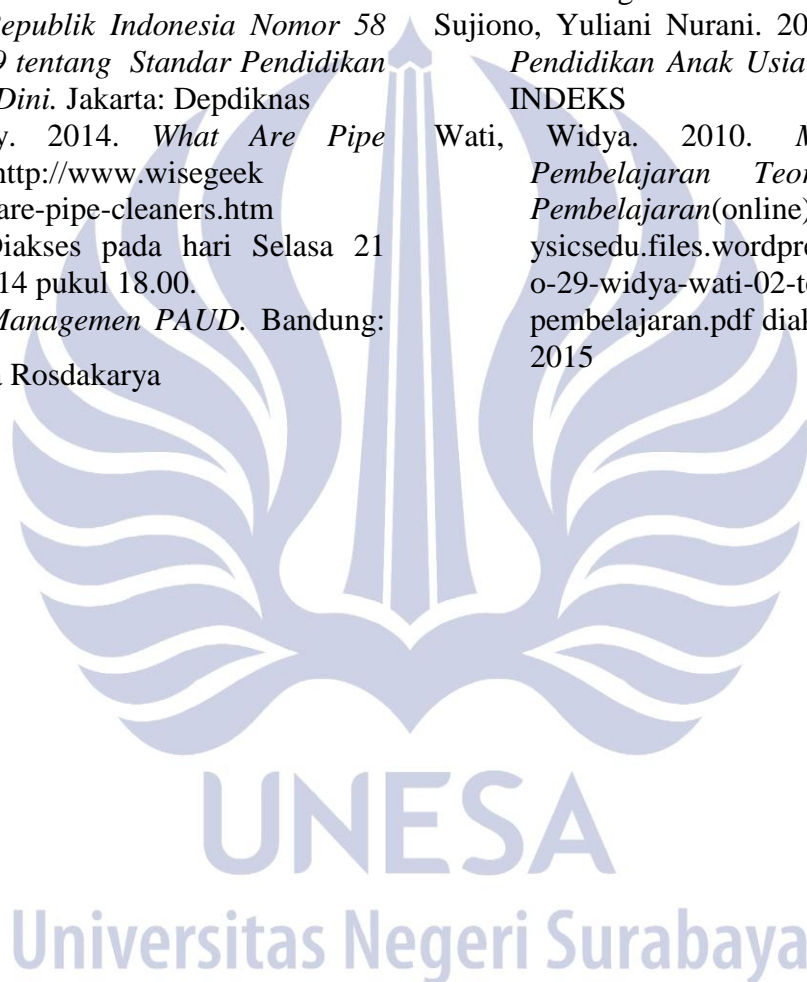 Republik Indonesia Nomor 58
9 tentang Standar Pendidikan
Dini. Jakarta: Depdiknas
y. 2014. What Are Pipe
http://www.wisegeek
are-pipe-cleaners.htm
Diakses pada hari Selasa 21
14 pukul 18.00.
Managemen PAUD. Bandung:
a Rosdakarya
Sujiono, Yuliani Nurani. 20
Pendidikan Anak Usia
INDEKS
Wati, Widya. 2010. M
Pembelajaran Teor
Pembelajaran(online)
ysicsedu.files.wordpre
o-29-widya-wati-02-te
pembelajaran.pdf diak
2015
UNESA
Universitas Negeri Surabaya